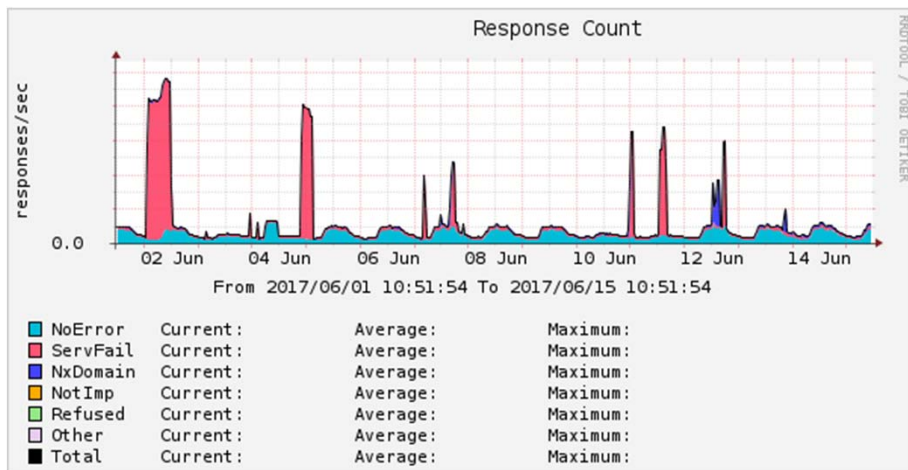 Response Count
RRDTOOL / TOBI OETIKER
responses/sec
0.0
02 Jun 04 Jun 06 Jun 08 Jun 10 Jun 12 Jun 14 Jun
From 2017/06/01 10:51:54 To 2017/06/15 10:51:54
NoError Current: Average: Maximum:
ServFail Current: Average: Maximum:
NxDomain Current: Average: Maximum:
NotImp Current: Average: Maximum:
Refused Current: Average: Maximum:
Other Current: Average: Maximum:
Total Current: Average: Maximum: